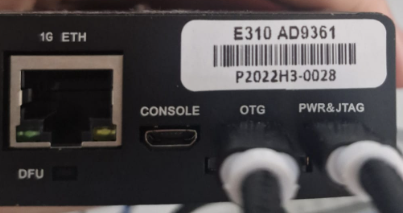 1G ETH
E310 AD9361
P2022H3-0028
CONSOLE
OTG
PWR&JTAG
DFU